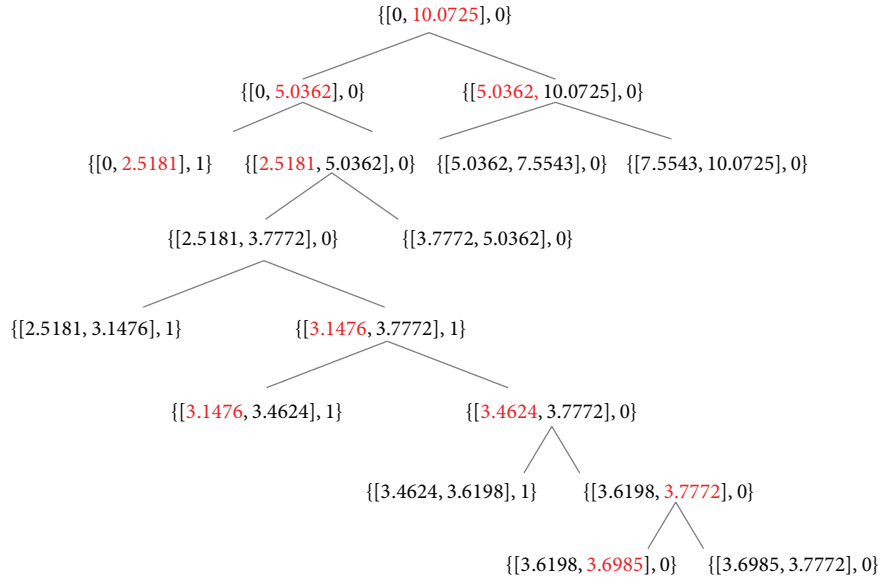 {[0, 10.0725], 0}
{[0, 5.0362], 0} {[5.0362, 10.0725], 0}
{[0, 2.5181], 1} {[2.5181, 5.0362], 0} {[5.0362, 7.5543], 0} {[7.5543, 10.0725], 0}
{[2.5181, 3.7772], 0} {[3.7772, 5.0362], 0}
{[2.5181, 3.1476], 1} {[3.1476, 3.7772], 1}
{[3.1476, 3.4624], 1} {[3.4624, 3.7772], 0}
{[3.4624, 3.6198], 1} {[3.6198, 3.7772], 0}
{[3.6198, 3.6985], 0} {[3.6985, 3.7772], 0}